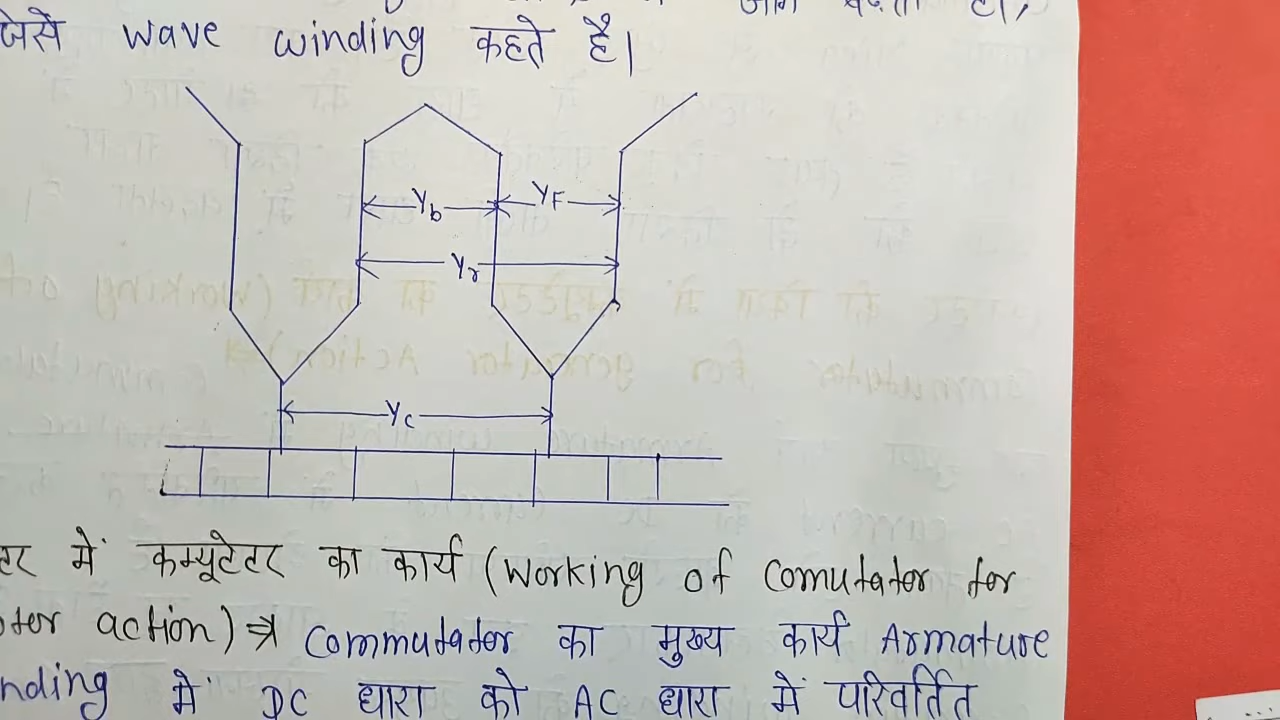 जिसे wave winding कहते है।
Yb YF
Yr
Yc
में कम्यूटेटर का कार्य (Working of Comutator for
action) ⇒ Commutator का मुख्य कार्य Armature
में DC धारा को AC धारा में परिवर्तित